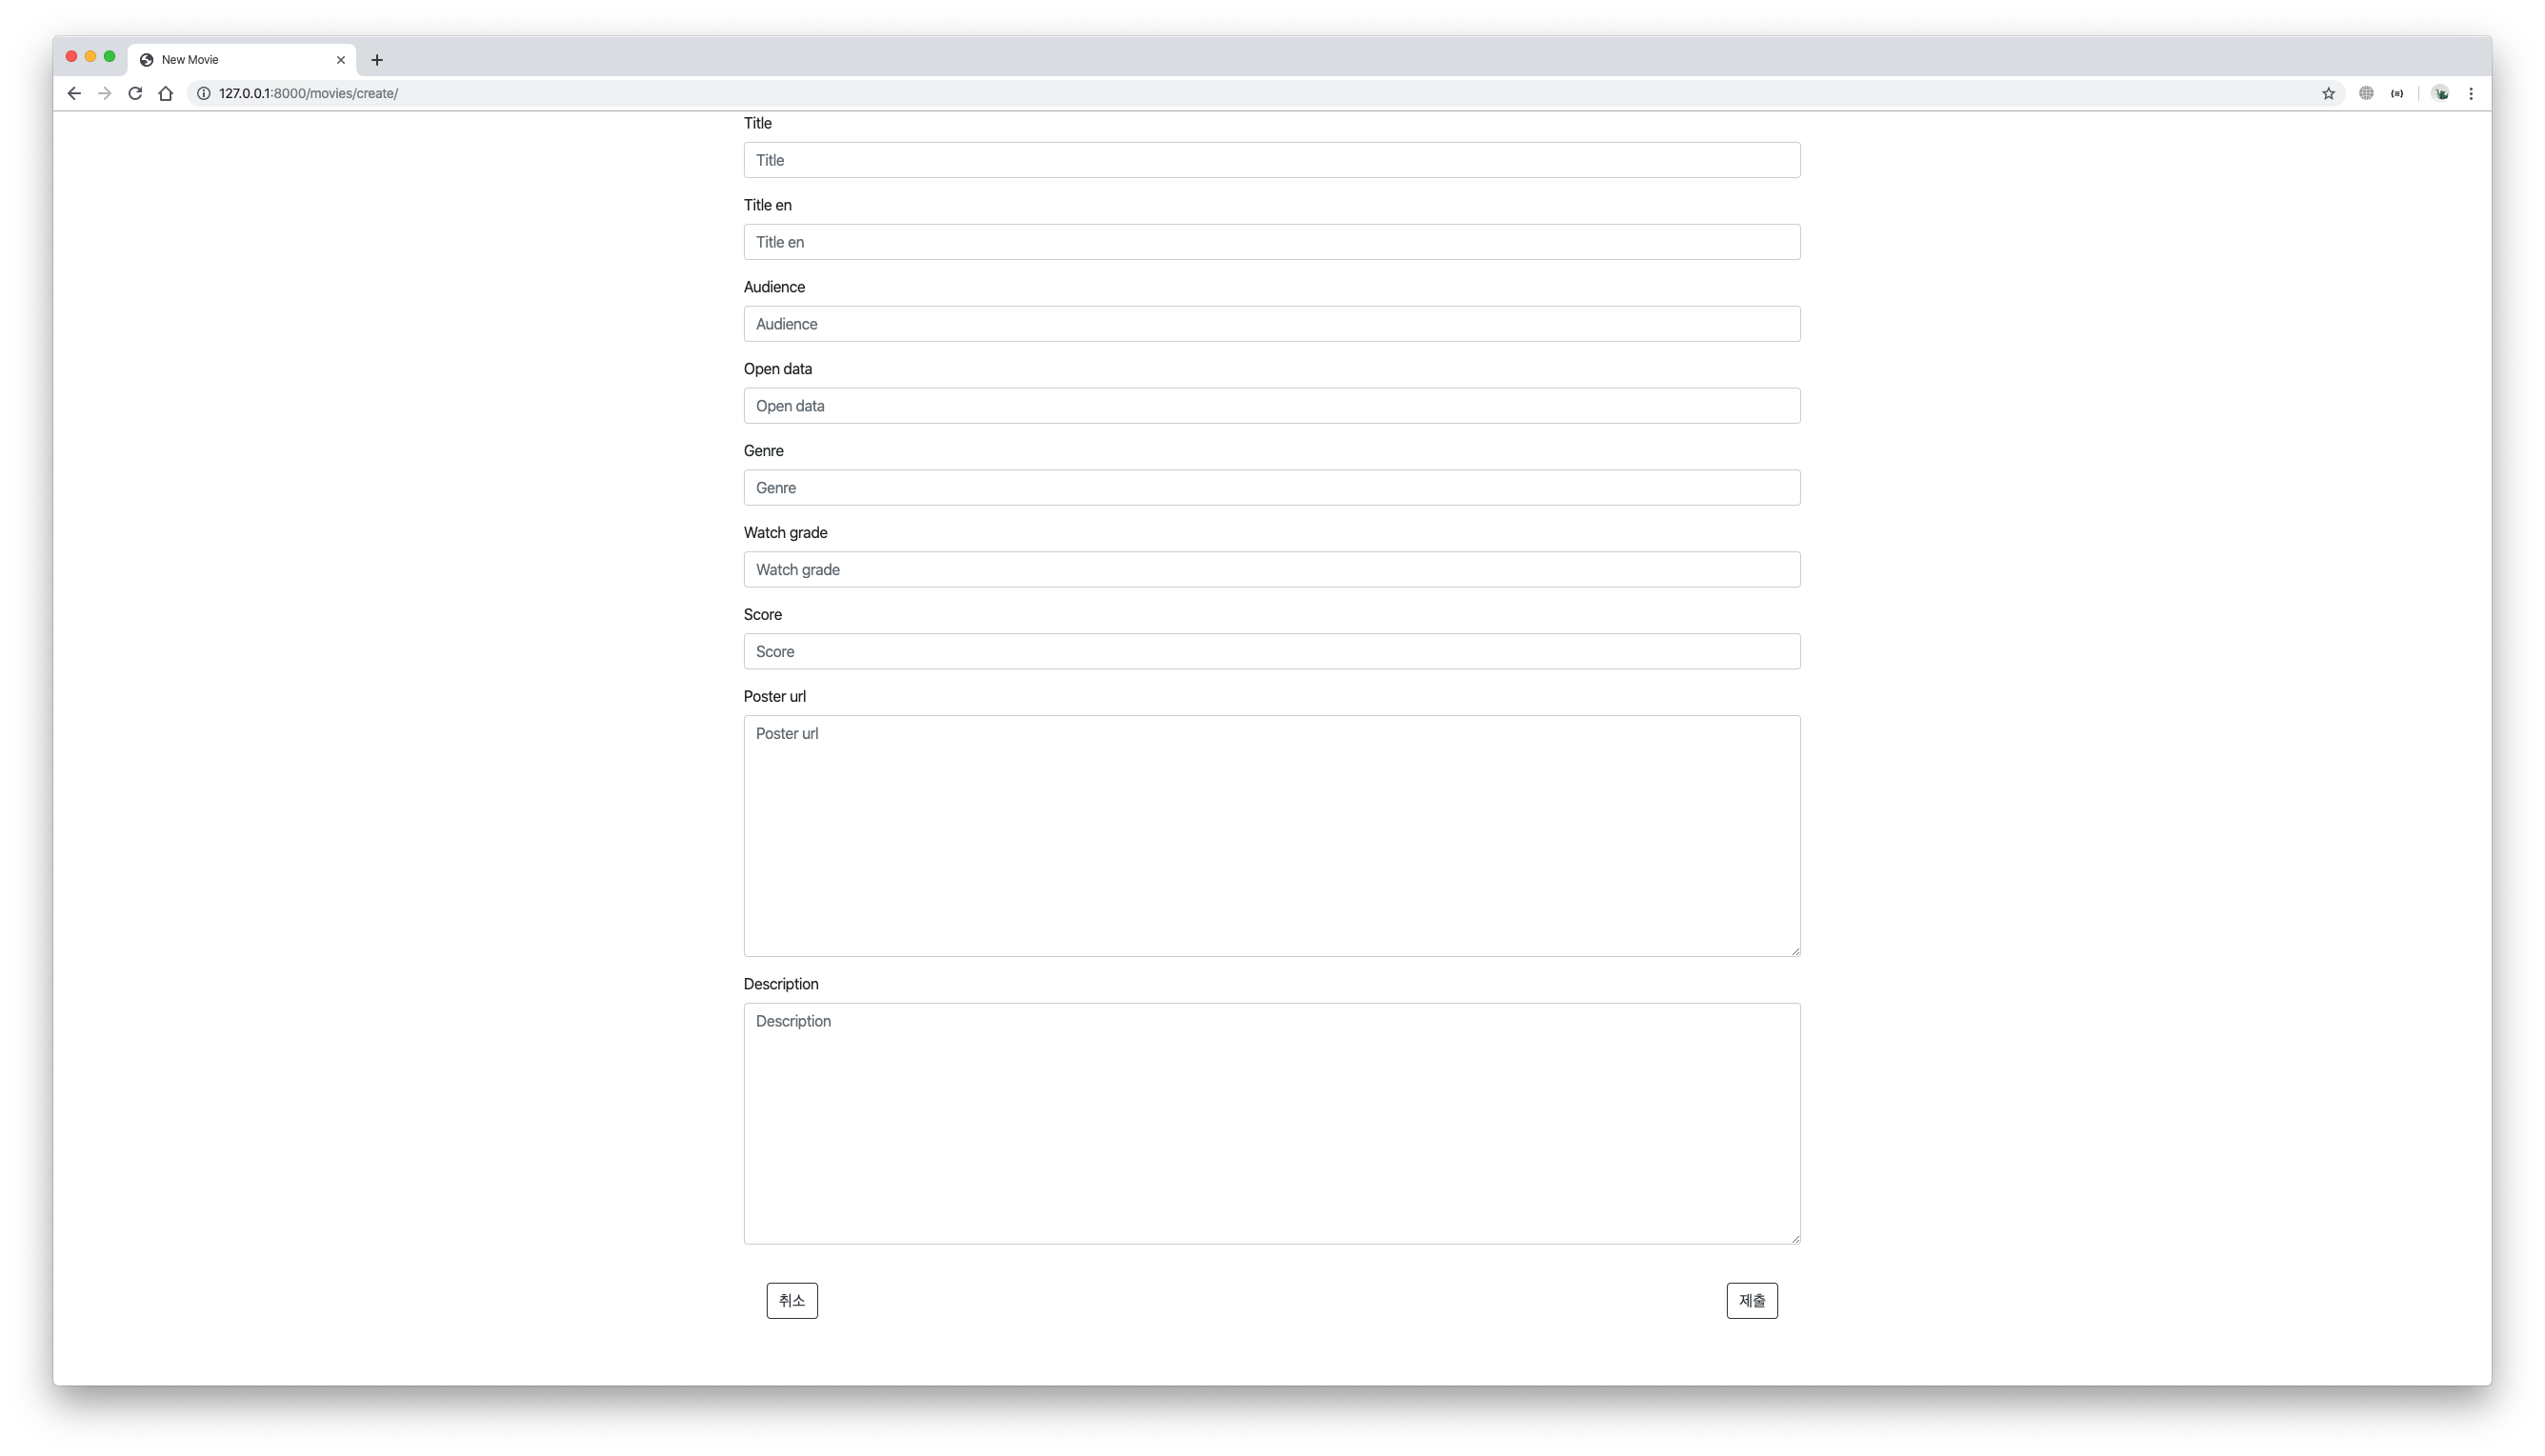 New Movie
127.0.0.1:8000/movies/create/
Title
Title
Title en
Title en
Audience
Audience
Open data
Open data
Genre
Genre
Watch grade
Watch grade
Score
Score
Poster url
Poster url
Description
Description
취소 제출